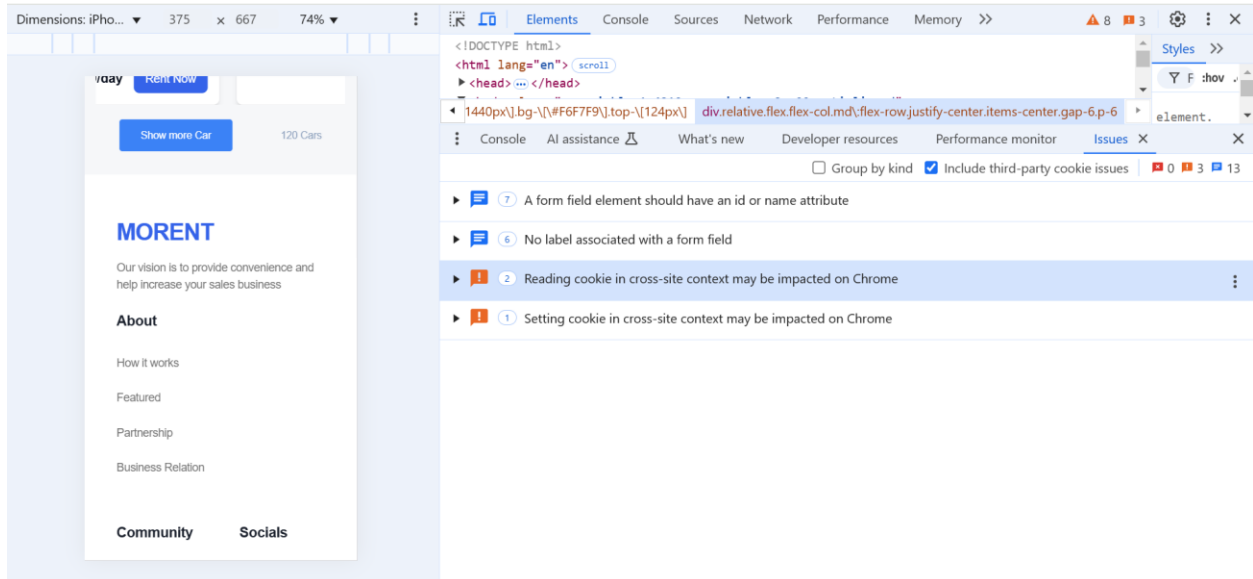 Dimensions: iPho... ▼ 375 × 667 74% ▼
Elements Console Sources Network Performance Memory >> 8 3
<!DOCTYPE html>
<html lang="en"> scroll
▶ <head> ... </head>
1440px\].bg-\[\#F6F7F9\].top-\[124px\] div.relative.flex.flex-col.md\:flex-row.justify-center.items-center.gap-6.p-6
Styles >>
F :hov
element.
Console AI assistance What's new Developer resources Performance monitor Issues ×
Group by kind Include third-party cookie issues 0 3 13
7 A form field element should have an id or name attribute
6 No label associated with a form field
2 Reading cookie in cross-site context may be impacted on Chrome
1 Setting cookie in cross-site context may be impacted on Chrome
/day Rent Now
Show more Car 120 Cars
MORENT
Our vision is to provide convenience and
help increase your sales business
About
How it works
Featured
Partnership
Business Relation
Community Socials